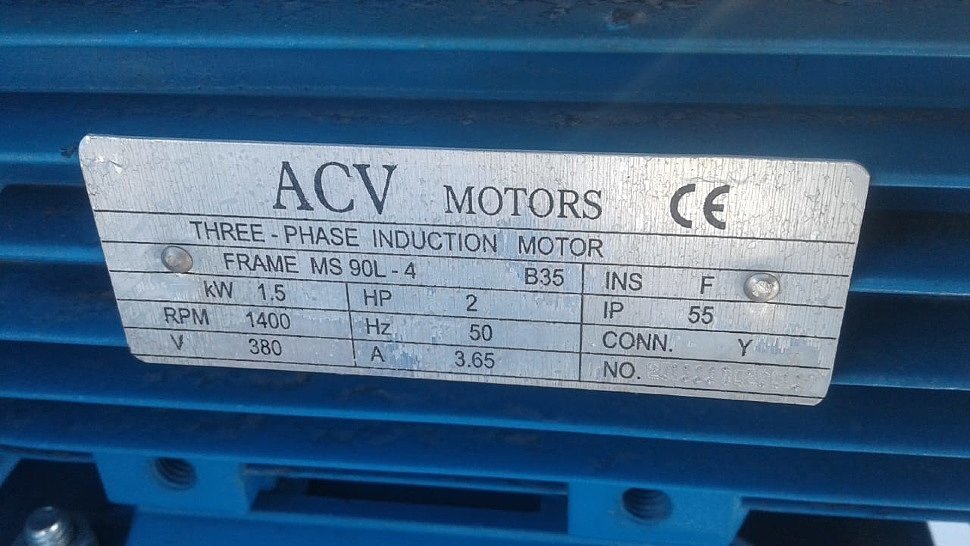 ACV MOTORS CE
THREE - PHASE INDUCTION MOTOR
FRAME MS 90L - 4 B35 INS F
kW 1.5 HP 2 IP 55
RPM 1400 Hz 50 CONN. Y
V 380 A 3.65 NO.